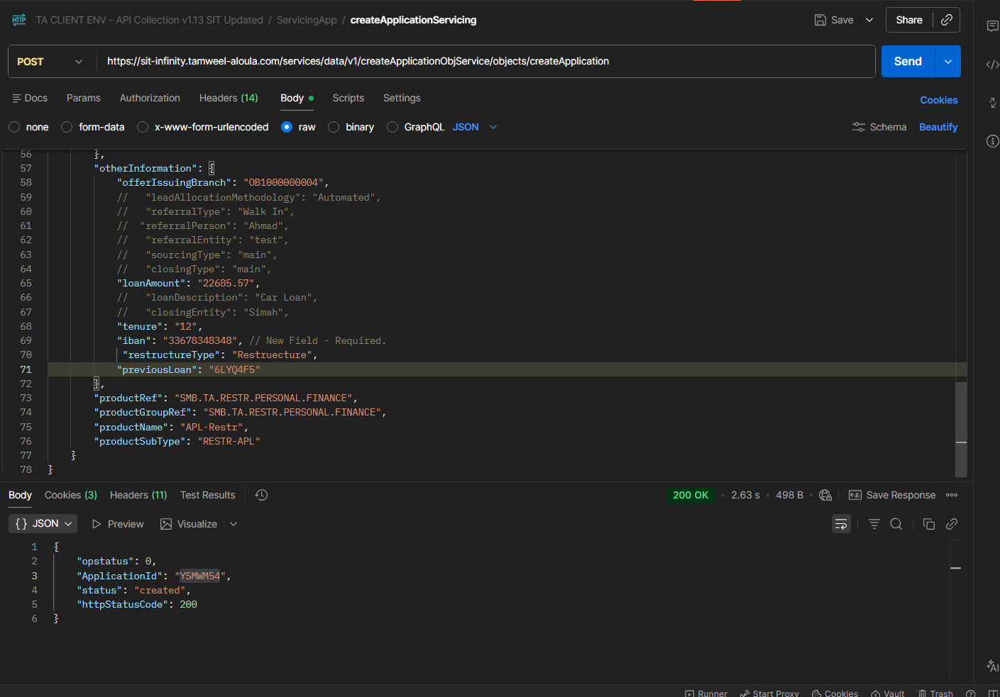 HTTP TA CLIENT ENV - API Collection v1.13 SIT Updated / ServicingApp / createApplicationServicing Save Share
POST https://sit-infinity.tamweel-aloula.com/services/data/v1/createApplicationObjService/objects/createApplication Send
Docs Params Authorization Headers (14) Body Scripts Settings Cookies
none form-data x-www-form-urlencoded raw binary GraphQL JSON Schema Beautify
56 },
57 "otherInformation": {
58 "offerIssuingBranch": "OB1000000004",
59 // "leadAllocationMethodology": "Automated",
60 // "referralType": "Walk In",
61 // "referralPerson": "Ahmad",
62 // "referralEntity": "test",
63 // "sourcingType": "main",
64 // "closingType": "main",
65 "loanAmount": "22685.57",
66 // "loanDescription": "Car Loan",
67 // "closingEntity": "Simah",
68 "tenure": "12",
69 "iban": "33678348348", // New Field - Required.
70 "restructureType": "Restruecture",
71 "previousLoan": "6LYQ4F5"
72 },
73 "productRef": "SMB.TA.RESTR.PERSONAL.FINANCE",
74 "productGroupRef": "SMB.TA.RESTR.PERSONAL.FINANCE",
75 "productName": "APL-Restr",
76 "productSubType": "RESTR-APL"
77 }
78 }
Body Cookies (3) Headers (11) Test Results 200 OK • 2.63 s • 498 B • e.g. Save Response
{} JSON Preview Visualize
1 {
2 "opstatus": 0,
3 "ApplicationId": "YSMWM54",
4 "status": "created",
5 "httpStatusCode": 200
6 }
AI
Runner Start Proxy Cookies Vault Trash